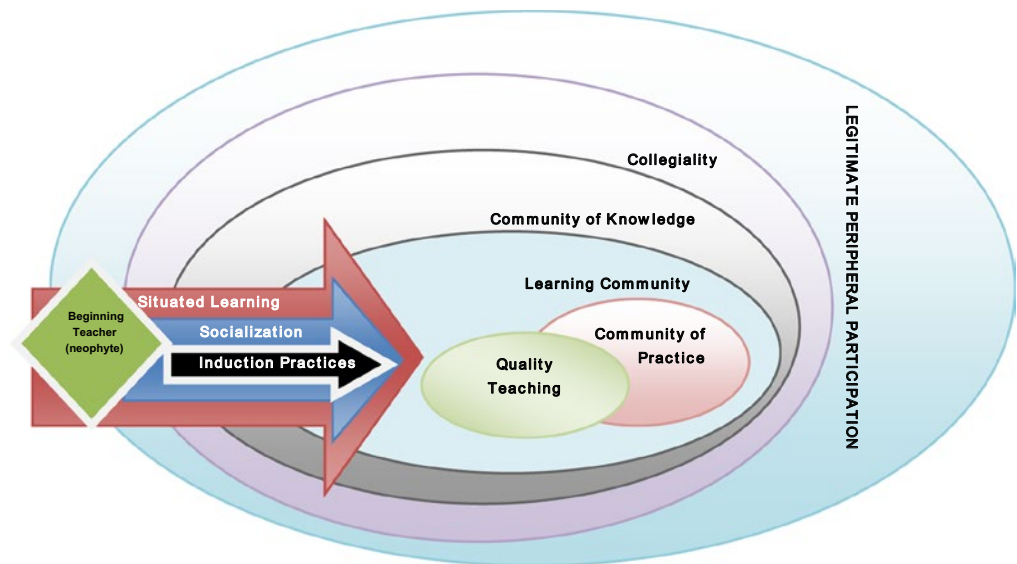 Collegiality
Community of Knowledge
Learning Community
Situated Learning
Beginning
Teacher
(neophyte)
Socialization
Induction Practices
Community of
Practice
Quality
Teaching
LEGITIMATE PERIPHERAL PARTICIPATION